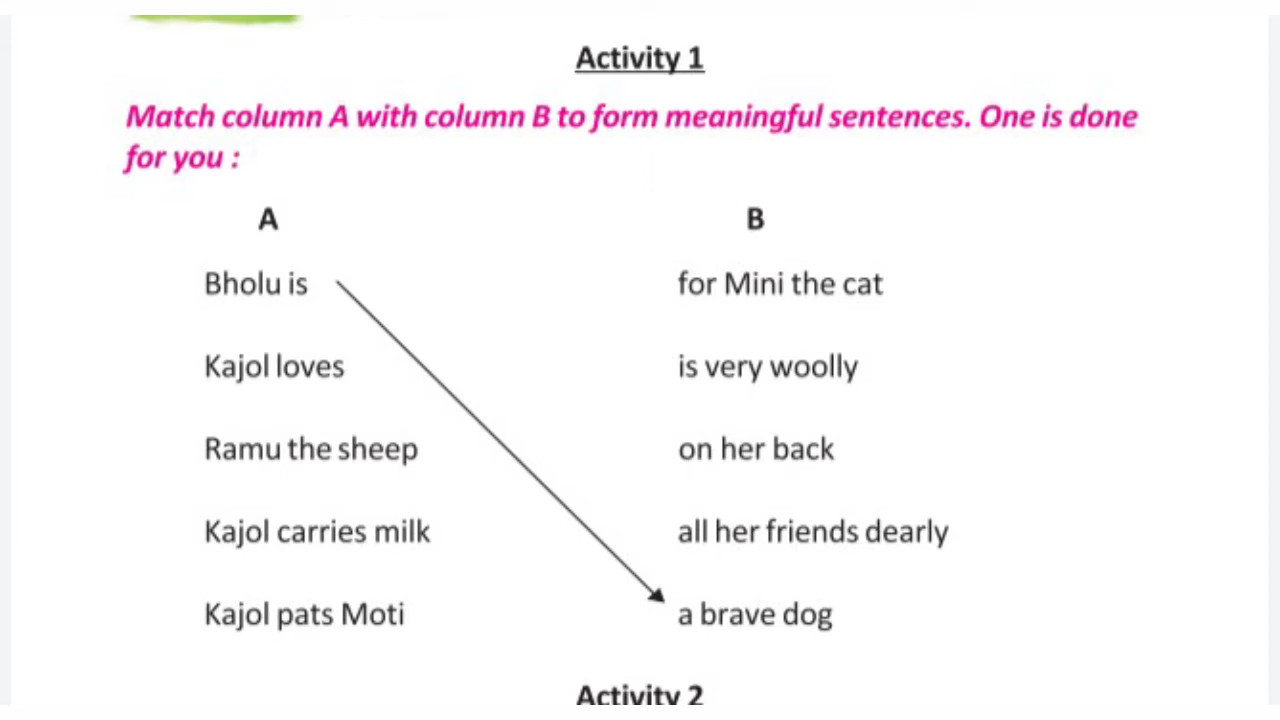 Activity 1
Match column A with column B to form meaningful sentences. One is done
for you :
A B
Bholu is for Mini the cat
Kajol loves is very woolly
Ramu the sheep on her back
Kajol carries milk all her friends dearly
Kajol pats Moti a brave dog
Activity 2